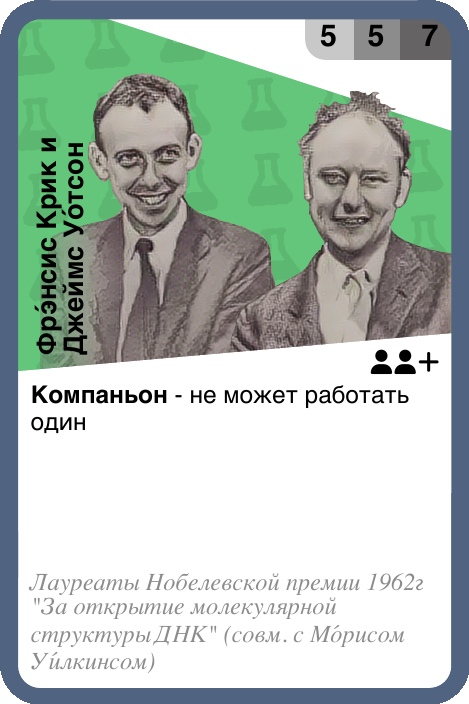 5 5 7
Фрэ́нсис Крик и
Джеймс Уо́тсон
+
Компаньон - не может работать
один
Лауреаты Нобелевской премии 1962г
"За открытие молекулярной
структуры ДНК" (совм. с Мо́рисом
Уи́лкинсом)